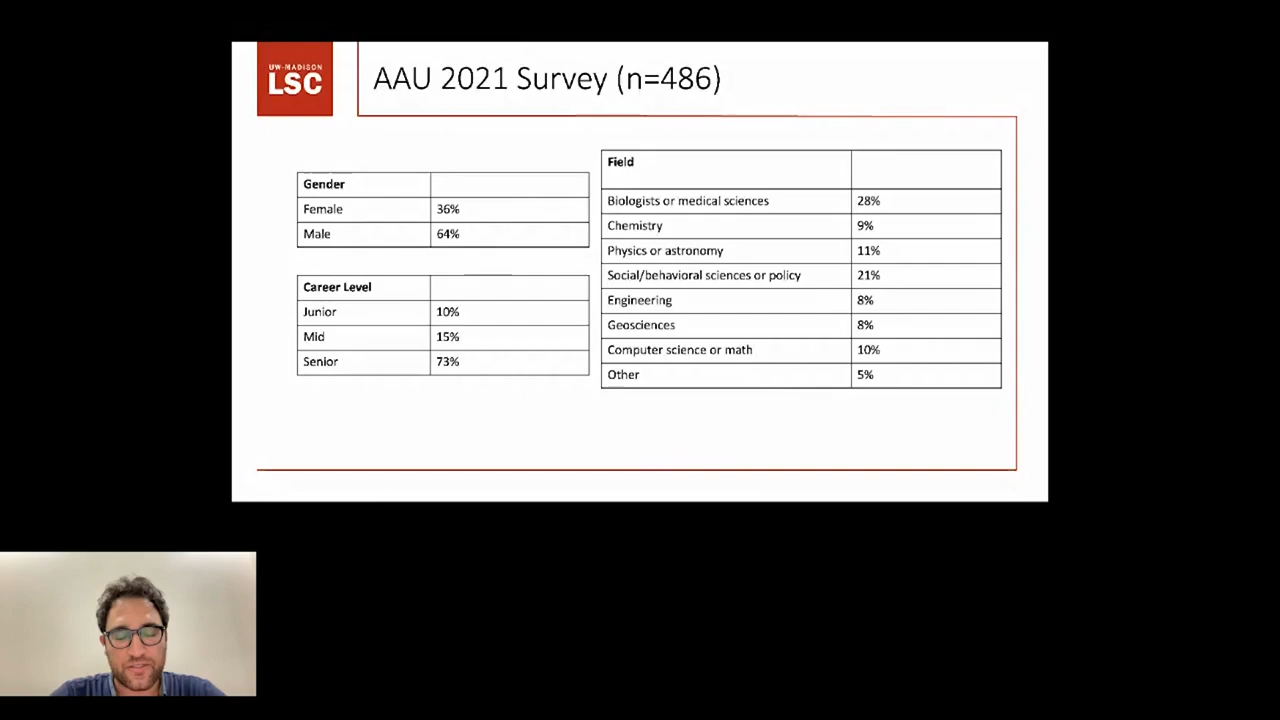 UW-MADISON
LSC
AAU 2021 Survey (n=486)
Gender
Female 36%
Male 64%
Career Level
Junior 10%
Mid 15%
Senior 73%
Field
Biologists or medical sciences 28%
Chemistry 9%
Physics or astronomy 11%
Social/behavioral sciences or policy 21%
Engineering 8%
Geosciences 8%
Computer science or math 10%
Other 5%